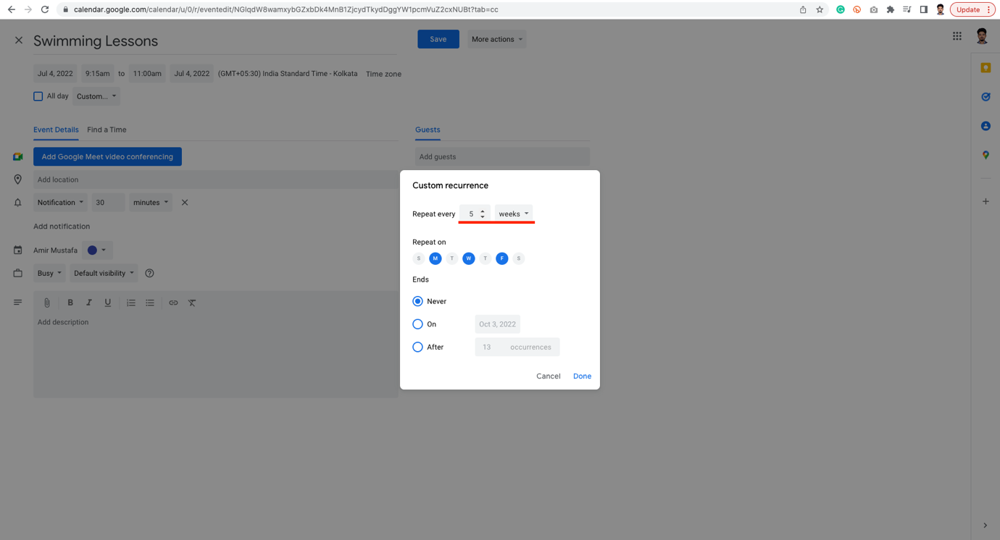 calendar.google.com/calendar/u/0/r/eventedit/NGlqdW8wamxybGZxbDk4MnB1ZjcydTkydDggYW1pcmVuZ2cxNUBt?tab=cc
Update
Swimming Lessons
Save
More actions
Jul 4, 2022 9:15am to 11:00am Jul 4, 2022 (GMT+05:30) India Standard Time - Kolkata Time zone
All day Custom...
Event Details Find a Time
Guests
Add Google Meet video conferencing
Add guests
Add location
Notification 30 minutes
Add notification
Amir Mustafa
Busy Default visibility
B I U
Add description
Custom recurrence
Repeat every 5 weeks
Repeat on
S M T W T F S
Ends
Never
On Oct 3, 2022
After 13 occurrences
Cancel Done